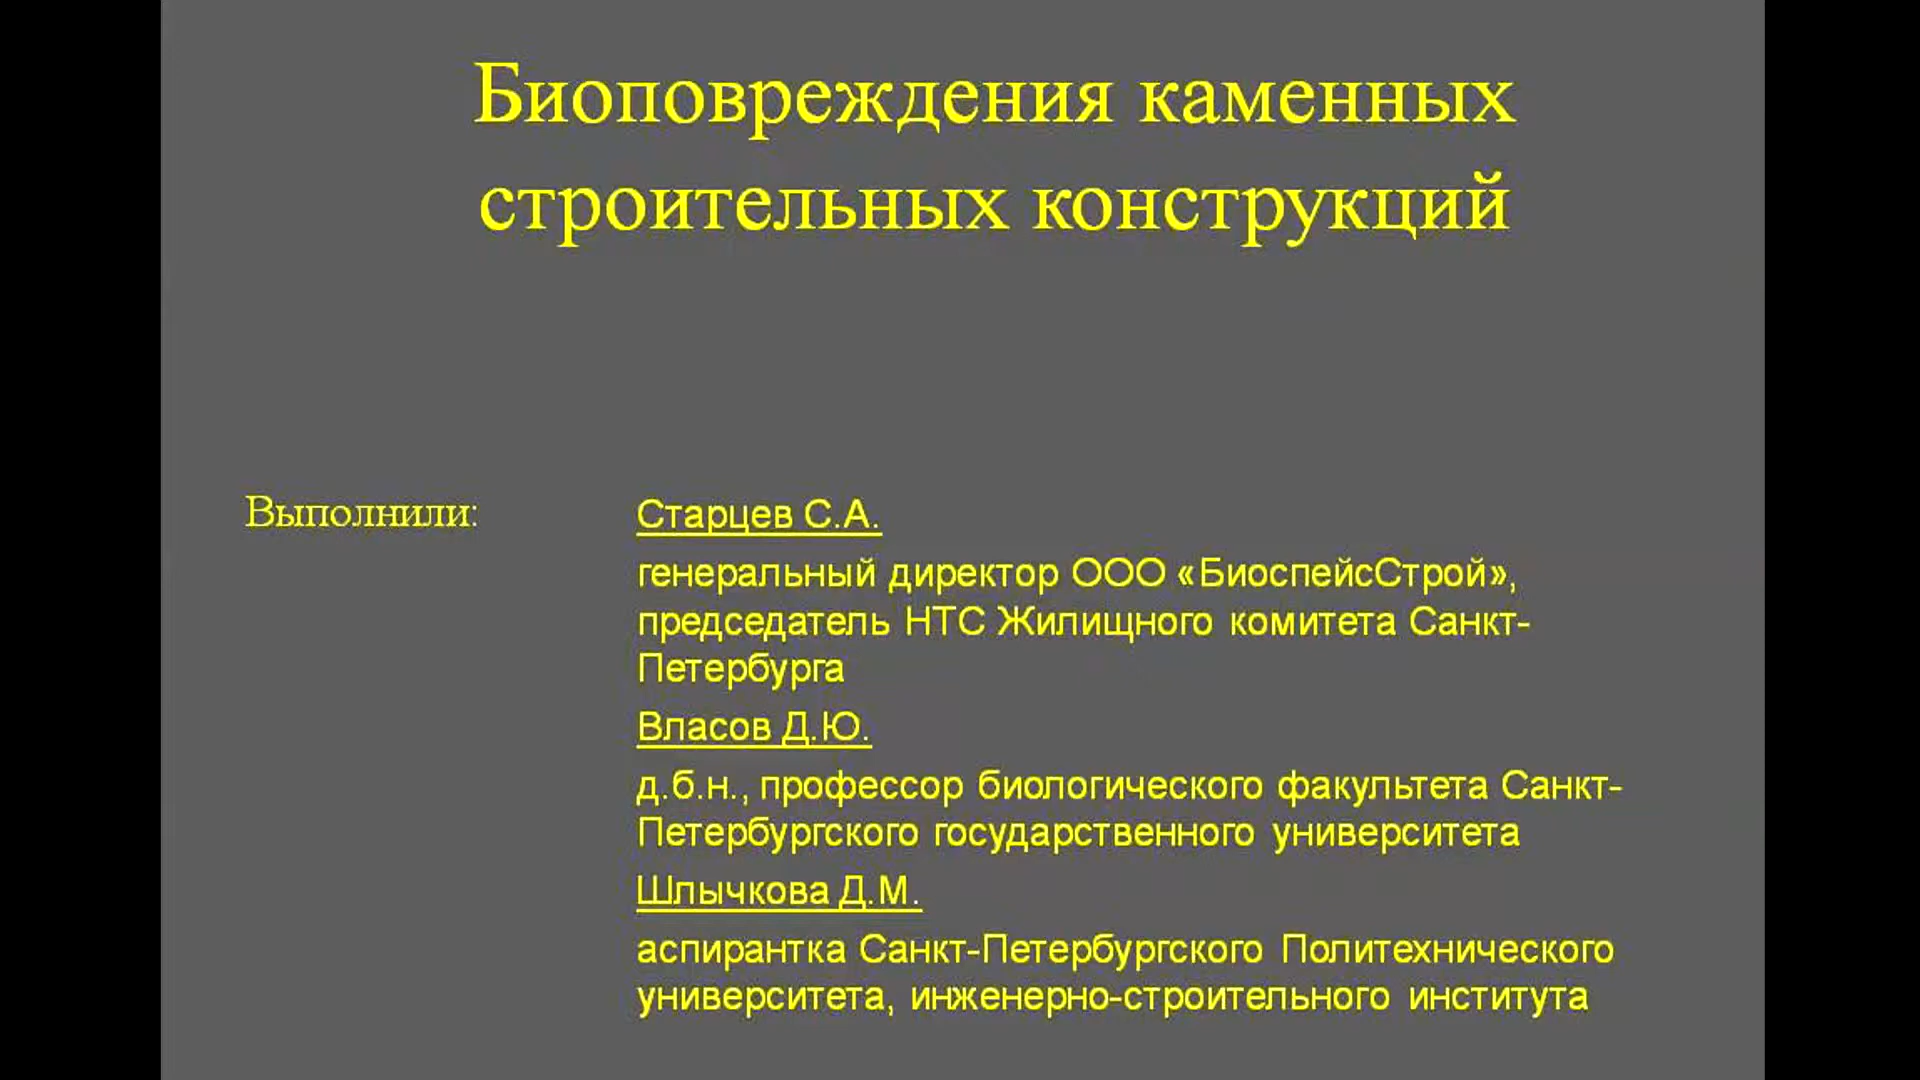 Биоповреждения каменных
строительных конструкций
Выполнили:
Старцев С.А.
генеральный директор ООО «БиоспейсСтрой»,
председатель НТС Жилищного комитета Санкт-
Петербурга
Власов Д.Ю.
д.б.н., профессор биологического факультета Санкт-
Петербургского государственного университета
Шлычкова Д.М.
аспирантка Санкт-Петербургского Политехнического
университета, инженерно-строительного института